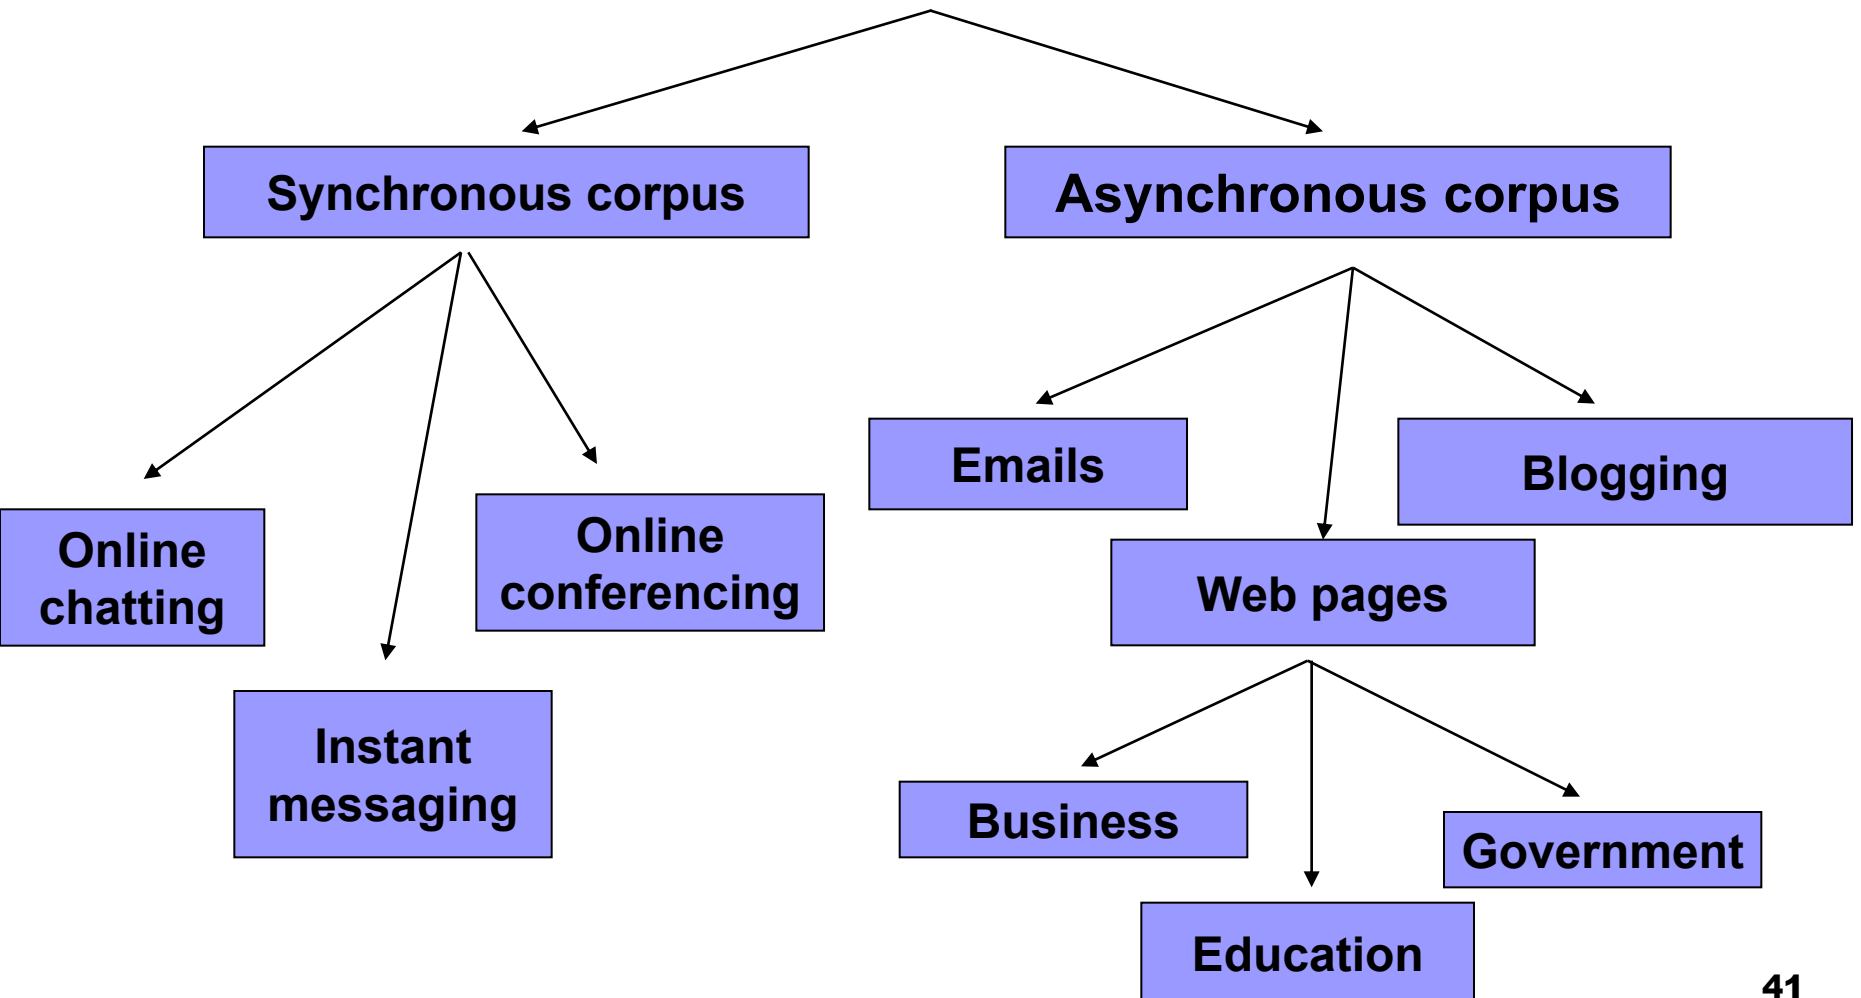 Synchronous corpus
Asynchronous corpus
Emails
Blogging
Online
chatting
Online
conferencing
Web pages
Instant
messaging
Business
Government
Education
41